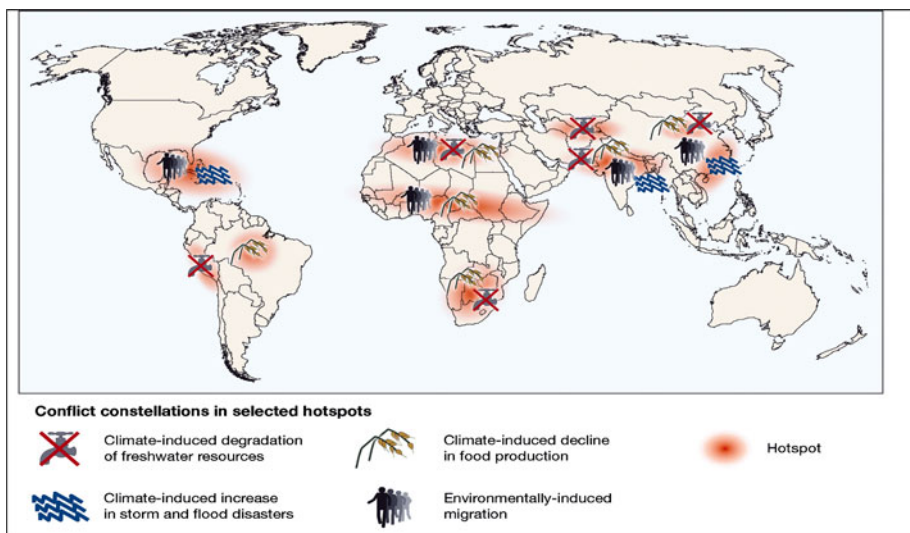 Conflict constellations in selected hotspots
Climate-induced degradation
of freshwater resources
Climate-induced decline
in food production
Hotspot
Climate-induced increase
in storm and flood disasters
Environmentally-induced
migration